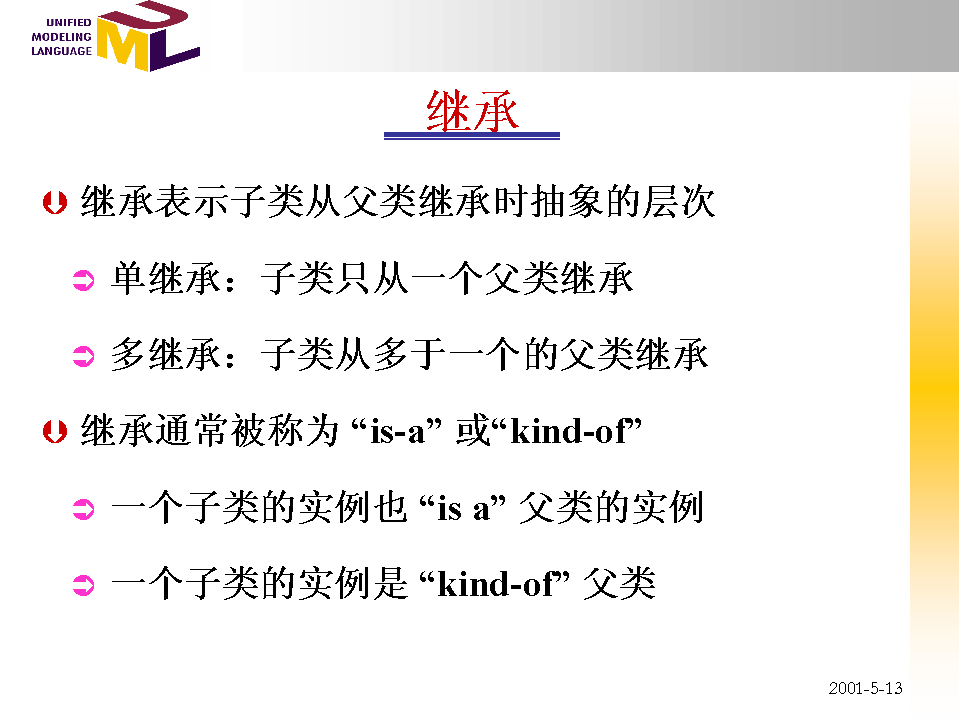 UNIFIED
MODELING
LANGUAGE
UML
继承
继承表示子类从父类继承时抽象的层次
单继承：子类只从一个父类继承
多继承：子类从多于一个的父类继承
继承通常被称为 “is-a” 或“kind-of”
一个子类的实例也 “is a” 父类的实例
一个子类的实例是 “kind-of” 父类
2001-5-13